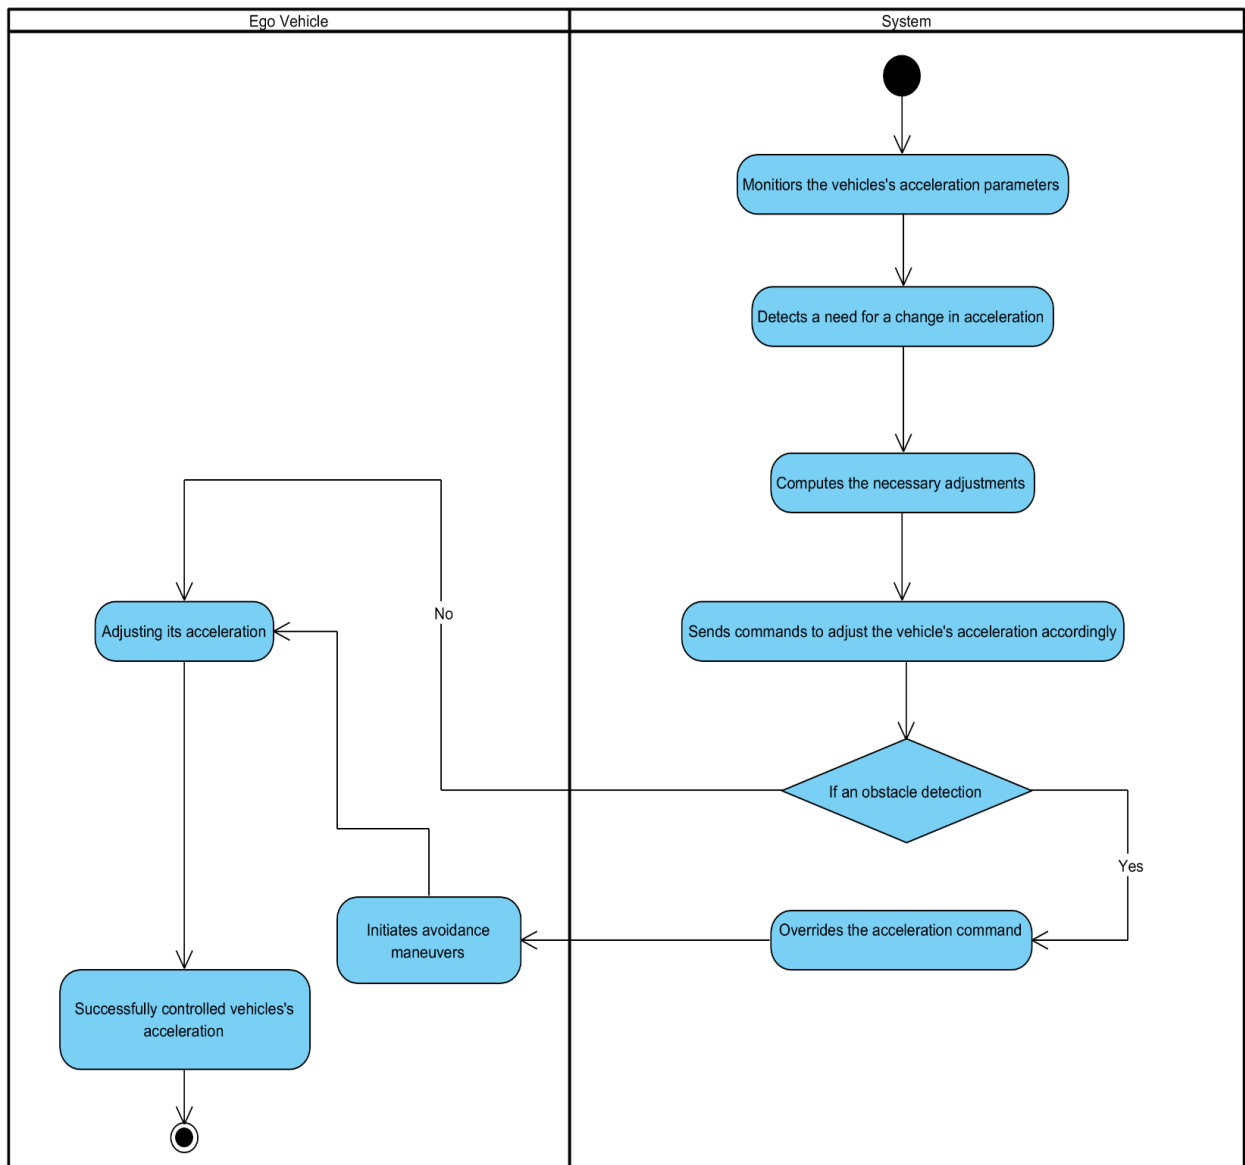 Ego Vehicle
System
Monitiors the vehicles's acceleration parameters
Detects a need for a change in acceleration
Computes the necessary adjustments
No
Adjusting its acceleration
Sends commands to adjust the vehicle's acceleration accordingly
If an obstacle detection
Yes
Initiates avoidance
maneuvers
Overrides the acceleration command
Successfully controlled vehicles's
acceleration